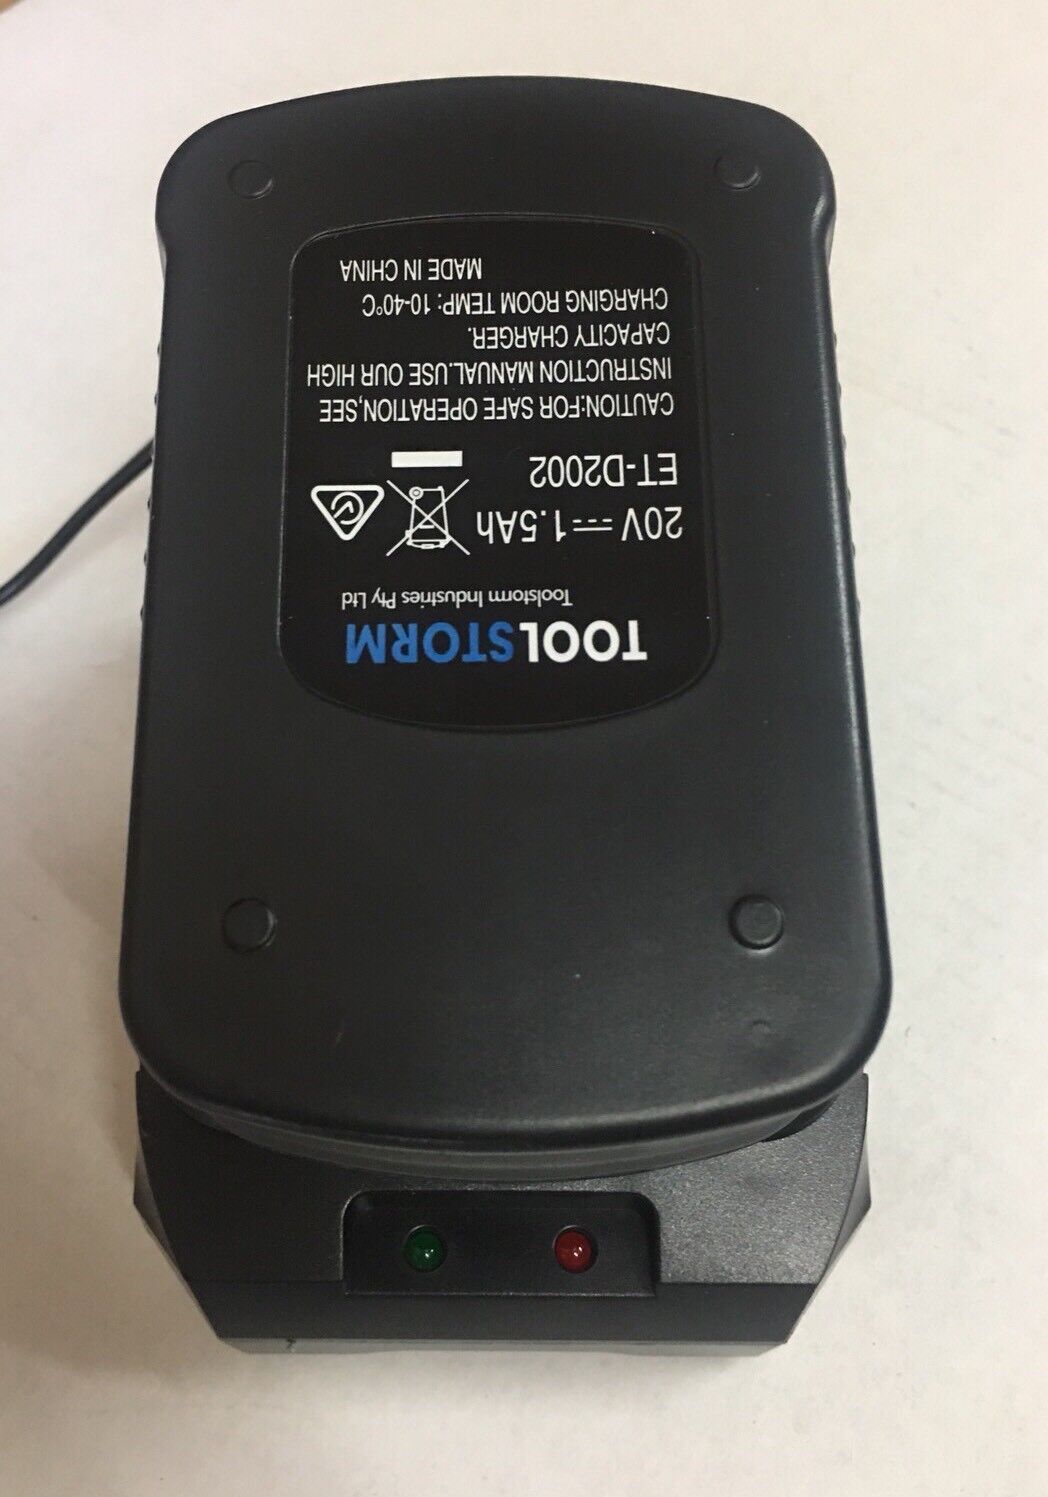 TOOLSTORM
Toolstorm Industries Pty Ltd
20V 1.5Ah
ET-D2002
CAUTION:FOR SAFE OPERATION,SEE
INSTRUCTION MANUAL.USE OUR HIGH
CAPACITY CHARGER.
CHARGING ROOM TEMP: 10-40°C
MADE IN CHINA